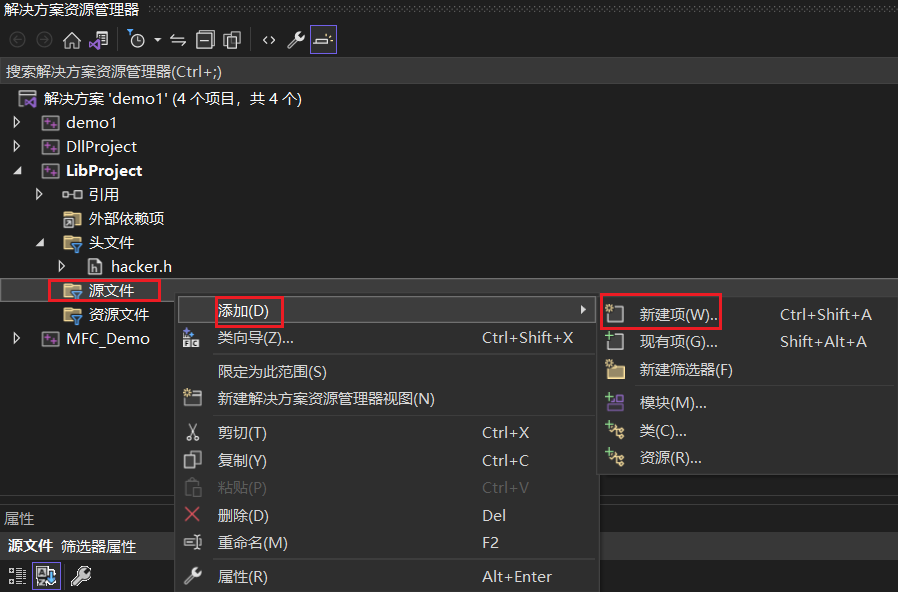 解决方案资源管理器
搜索解决方案资源管理器(Ctrl+;)
解决方案 'demo1' (4 个项目，共 4 个)
demo1
DllProject
LibProject
引用
外部依赖项
头文件
hacker.h
源文件
资源文件
MFC_Demo
添加(D)
类向导(Z)... Ctrl+Shift+X
限定为此范围(S)
新建解决方案资源管理器视图(N)
剪切(T) Ctrl+X
复制(Y) Ctrl+C
粘贴(P) Ctrl+V
删除(D) Del
重命名(M) F2
属性(R) Alt+Enter
新建项(W)... Ctrl+Shift+A
现有项(G)... Shift+Alt+A
新建筛选器(F)
模块(M)...
类(C)...
资源(R)...
属性
源文件 筛选器属性